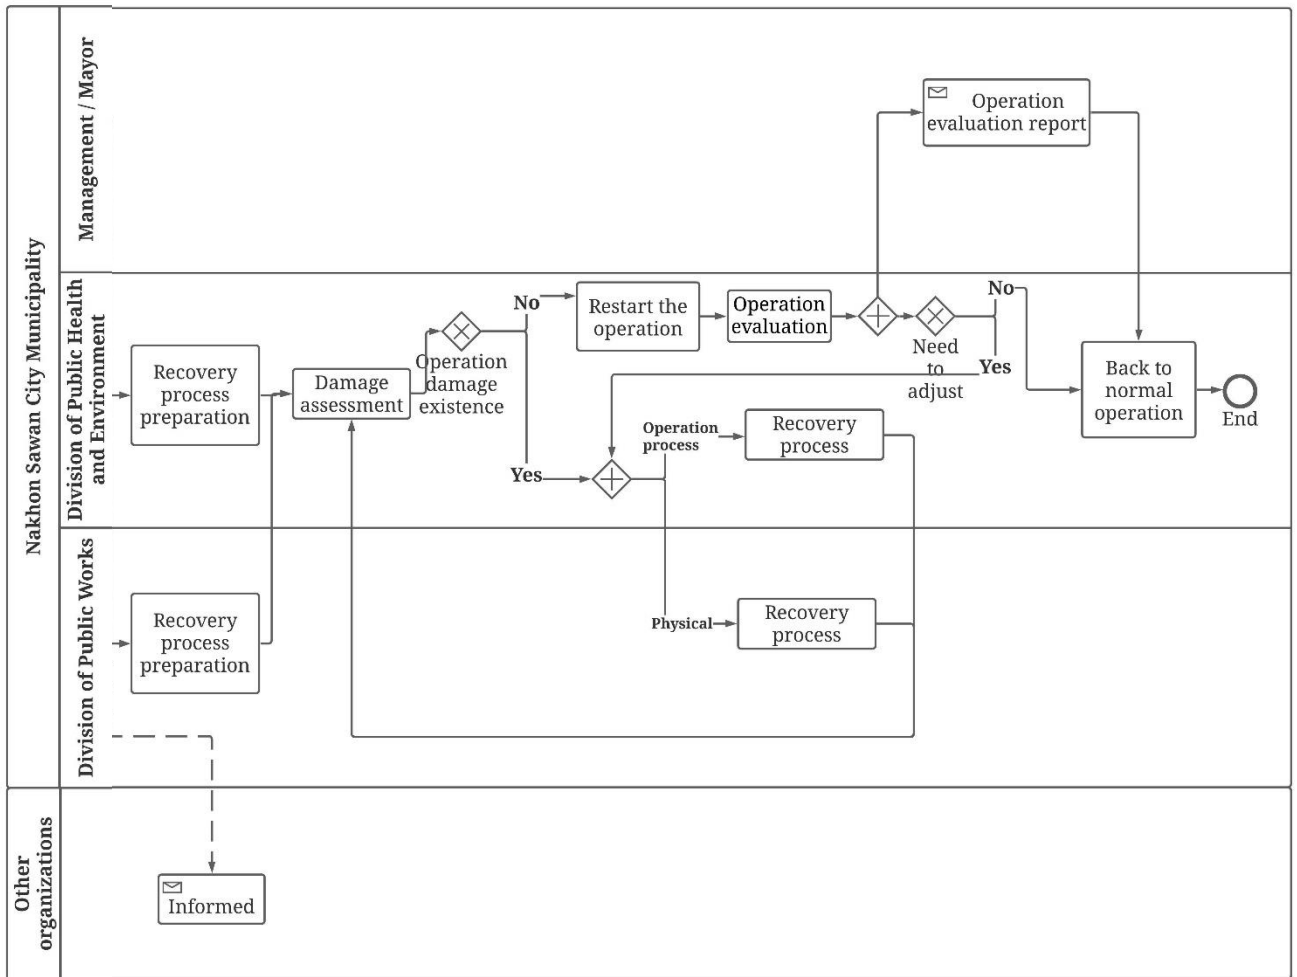 Nakhon Sawan City Municipality
Management / Mayor
Operation
evaluation report
Division of Public Health
and Environment
Recovery
process
preparation
Damage
assessment
Operation
damage
existence
No
Yes
Restart the
operation
Operation
evaluation
Need
to
adjust
No
Yes
Operation
process
Recovery
process
Back to
normal
operation
End
Division of Public Works
Recovery
process
preparation
Physical
Recovery
process
Other
organizations
Informed